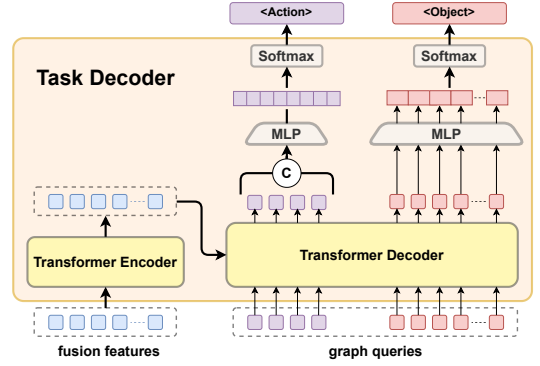 <Action>
<Object>
Softmax
Softmax
Task Decoder
MLP
MLP
C
Transformer Encoder
Transformer Decoder
fusion features
graph queries